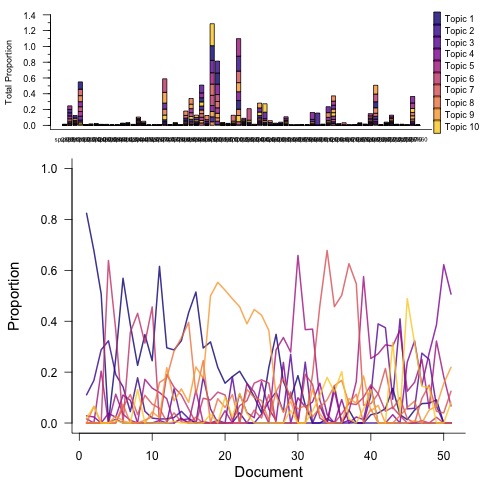 Total Proportion
1.4
1.2
1.0
0.8
0.6
0.4
0.2
0.0
Topic 1
Topic 2
Topic 3
Topic 4
Topic 5
Topic 6
Topic 7
Topic 8
Topic 9
Topic 10
Proportion
1.0
0.8
0.6
0.4
0.2
0.0
0 10 20 30 40 50
Document